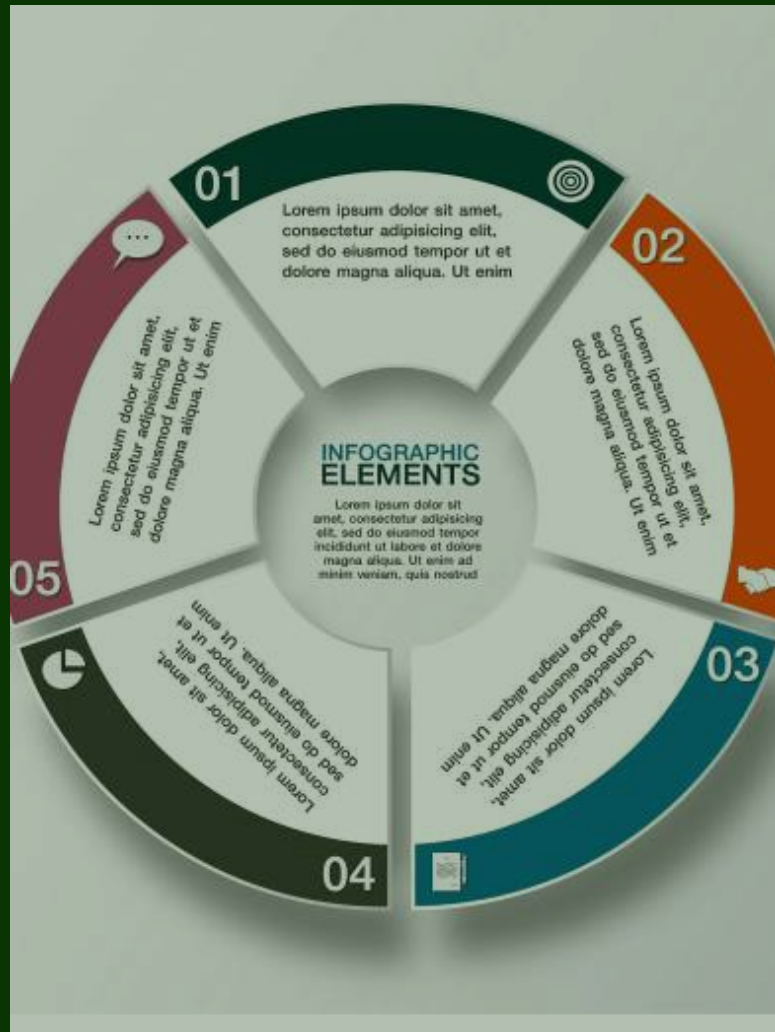 01
Lorem ipsum dolor sit amet,
consectetur adipisicing elit,
sed do eiusmod tempor ut et
dolore magna aliqua. Ut enim
02
Lorem ipsum dolor sit amet,
consectetur adipisicing elit,
sed do eiusmod tempor ut et
dolore magna aliqua. Ut enim
03
Lorem ipsum dolor sit amet,
consectetur adipisicing elit,
sed do eiusmod tempor ut et
dolore magna aliqua. Ut enim
04
Lorem ipsum dolor sit amet,
consectetur adipisicing elit,
sed do eiusmod tempor ut et
dolore magna aliqua. Ut enim
05
Lorem ipsum dolor sit amet,
consectetur adipisicing elit,
sed do eiusmod tempor ut et
dolore magna aliqua. Ut enim
INFOGRAPHIC
ELEMENTS
Lorem ipsum dolor sit
amet, consectetur adipisicing
elit, sed do eiusmod tempor
incididunt ut labore et dolore
magna aliqua. Ut enim ad
minim veniam, quis nostrud